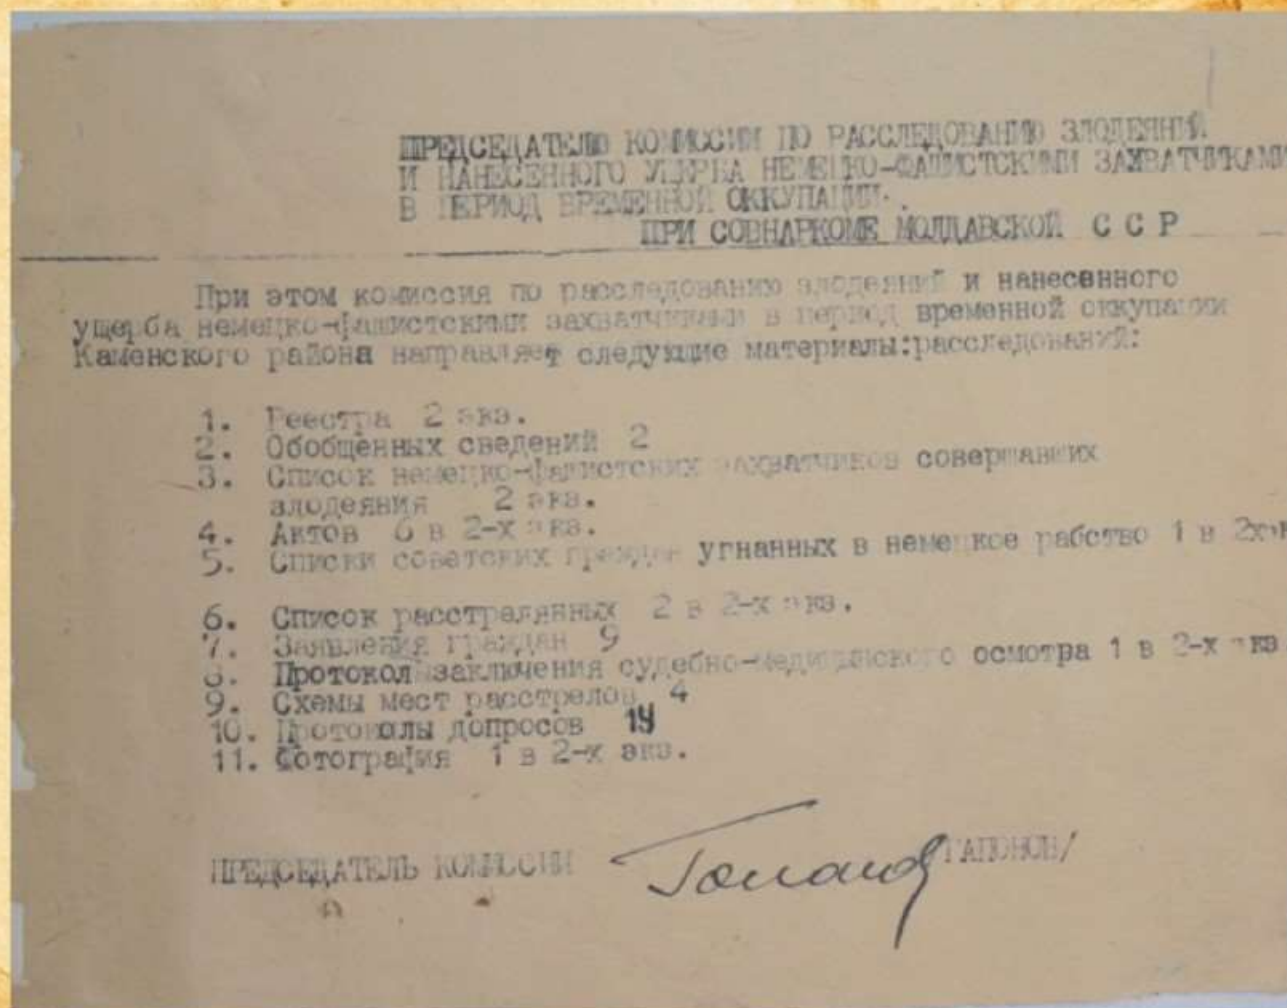 ПРЕДСЕДАТЕЛЮ КОМИССИИ ПО РАССЛЕДОВАНИЮ ЗЛОДЕЯНИЙ
И НАНЕСЕННОГО УЩЕРБА НЕМЕЦКО-ФАШИСТСКИМИ ЗАХВАТЧИКАМИ
В ПЕРИОД ВРЕМЕННОЙ ОККУПАЦИИ.
ПРИ СОВНАРКОМЕ МОЛДАВСКОЙ С С Р
При этом комиссия по расследованию злодеяний и нанесенного
ущерба немецко-фашистскими захватчиками в период временной оккупации
Каменского района направляет следующие материалы:расследований:
1. Реестра 2 экз.
2. Обобщенных сведений 2
3. Список немецко-фашистских захватчиков совершавших
злодеяния 2 экз.
4. Актов 6 в 2-х экз.
5. Списки советских граждан угнанных в немецкое рабство 1 в 2х
6. Список расстрелянных 2 в 2-х экз.
7. Заявления граждан 9
8. Протокол заключения судебно-медицинского осмотра 1 в 2-х экз
9. Схемы мест расстрелов 4
10. Протоколы допросов
11. Фотография 1 в 2-х экз.
ПРЕДСЕДАТЕЛЬ КОМИССИИ ГАПОНОВ/